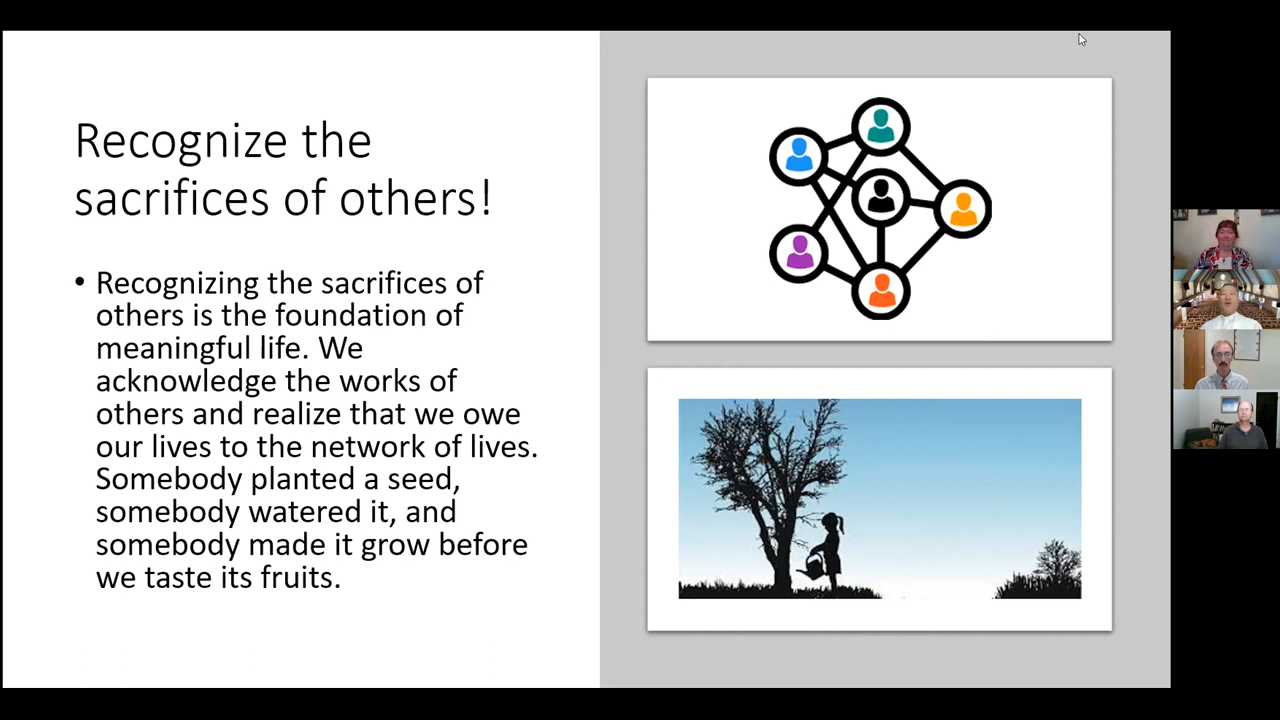 Recognize the
sacrifices of others!
• Recognizing the sacrifices of
others is the foundation of
meaningful life. We
acknowledge the works of
others and realize that we owe
our lives to the network of lives.
Somebody planted a seed,
somebody watered it, and
somebody made it grow before
we taste its fruits.